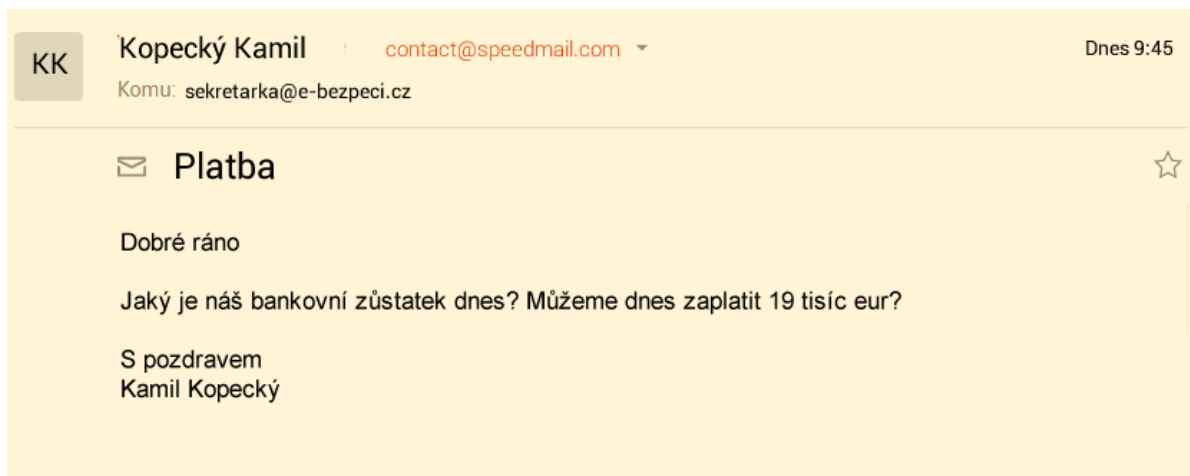 KK
Kopecký Kamil contact@speedmail.com
Dnes 9:45
Komu: sekretarka@e-bezpeci.cz
Platba
Dobré ráno
Jaký je náš bankovní zůstatek dnes? Můžeme dnes zaplatit 19 tisíc eur?
S pozdravem
Kamil Kopecký